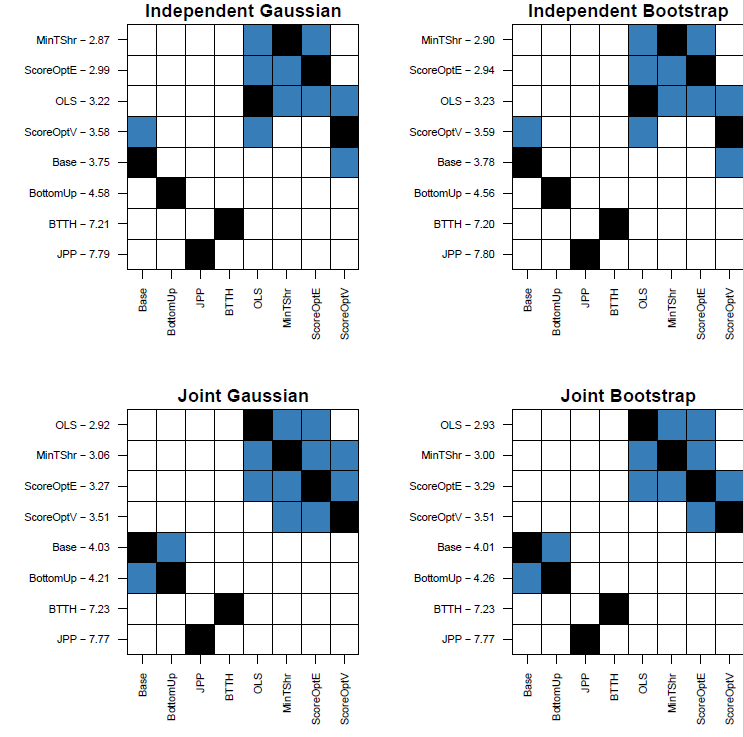 Independent Gaussian
MinTShr − 2.87
ScoreOptE − 2.99
OLS − 3.22
ScoreOptV − 3.58
Base − 3.75
BottomUp − 4.58
BTTH − 7.21
JPP − 7.79
Base
BottomUp
JPP
BTTH
OLS
MinTShr
ScoreOptE
ScoreOptV
Independent Bootstrap
MinTShr − 2.90
ScoreOptE − 2.94
OLS − 3.23
ScoreOptV − 3.59
Base − 3.78
BottomUp − 4.56
BTTH − 7.20
JPP − 7.80
Base
BottomUp
JPP
BTTH
OLS
MinTShr
ScoreOptE
ScoreOptV
Joint Gaussian
OLS − 2.92
MinTShr − 3.06
ScoreOptE − 3.27
ScoreOptV − 3.51
Base − 4.03
BottomUp − 4.21
BTTH − 7.23
JPP − 7.77
Base
BottomUp
JPP
BTTH
OLS
MinTShr
ScoreOptE
ScoreOptV
Joint Bootstrap
OLS − 2.93
MinTShr − 3.00
ScoreOptE − 3.29
ScoreOptV − 3.51
Base − 4.01
BottomUp − 4.26
BTTH − 7.23
JPP − 7.77
Base
BottomUp
JPP
BTTH
OLS
MinTShr
ScoreOptE
ScoreOptV